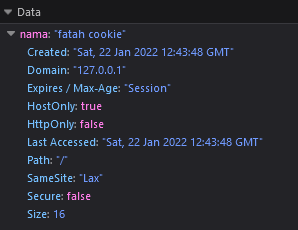 Data
nama: "fatah cookie"
Created: "Sat, 22 Jan 2022 12:43:48 GMT"
Domain: "127.0.0.1"
Expires / Max-Age: "Session"
HostOnly: true
HttpOnly: false
Last Accessed: "Sat, 22 Jan 2022 12:43:48 GMT"
Path: "/"
SameSite: "Lax"
Secure: false
Size: 16